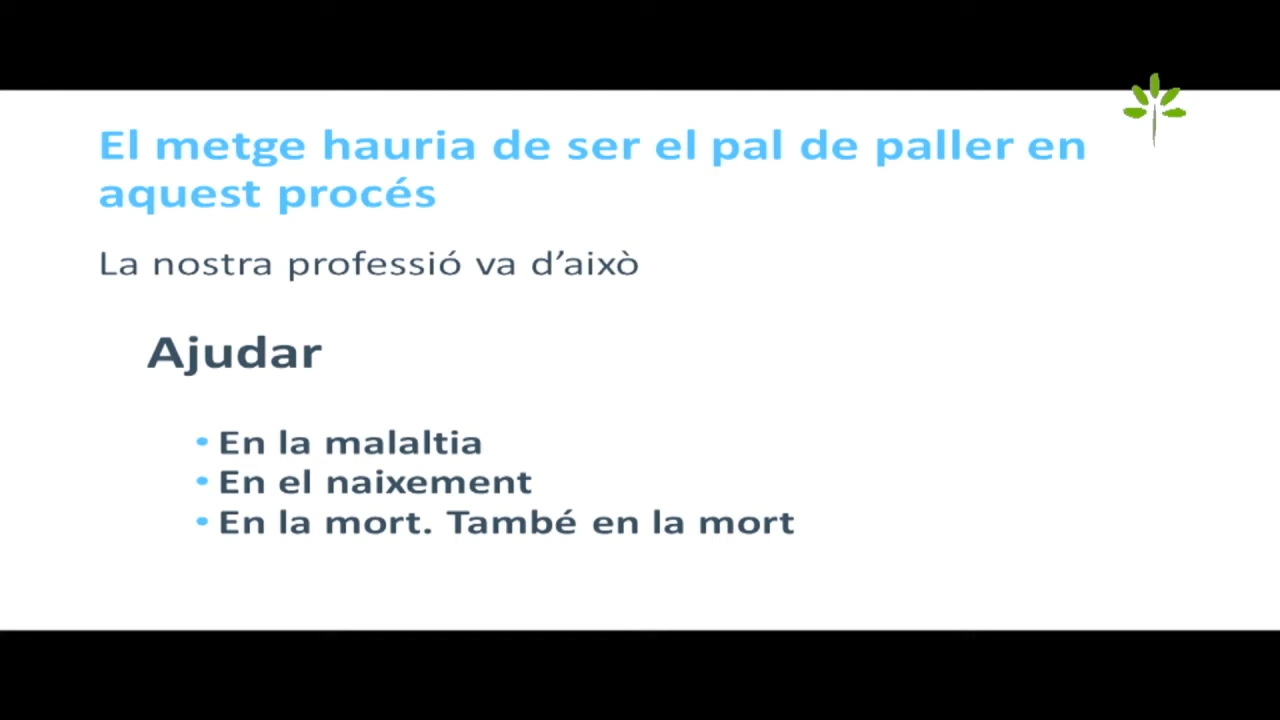 El metge hauria de ser el pal de paller en
aquest procés
La nostra professió va d’això
Ajudar
• En la malaltia
• En el naixement
• En la mort. També en la mort